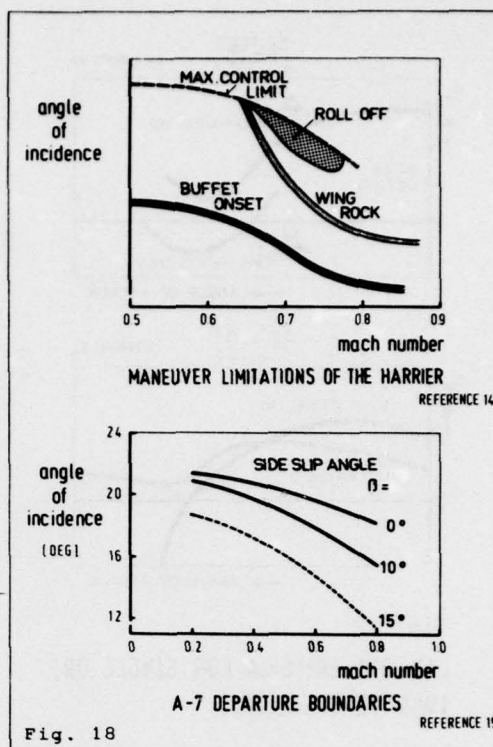 angle
of
incidence
MAX. CONTROL
LIMIT
ROLL OFF
BUFFET
ONSET
WING
ROCK
0.5 0.6 0.7 0.8 0.9
mach number
MANEUVER LIMITATIONS OF THE HARRIER
REFERENCE 14
angle
of
incidence
[DEG]
24
20
16
12
SIDE SLIP ANGLE
β =
0°
10°
15°
0. 0.2 0.4 0.6 0.8 1.0
mach number
A-7 DEPARTURE BOUNDARIES
REFERENCE 15
Fig. 18